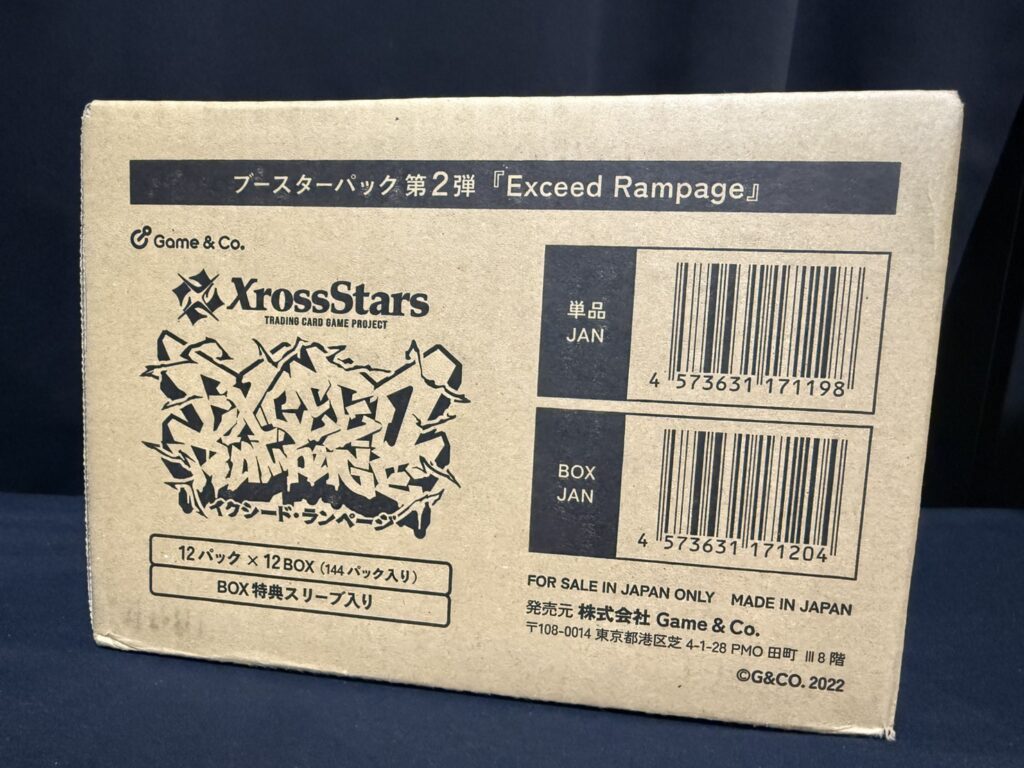 ブースターパック 第2弾『Exceed Rampage』
Game & Co.
XrossStars
TRADING CARD GAME PROJECT
EXCEED
RAMPAGE
イクシード・ランページ
12パック × 12BOX（144パック入り）
BOX特典スリーブ入り
単品
JAN
4 573631 171198
BOX
JAN
4 573631 171204
FOR SALE IN JAPAN ONLY MADE IN JAPAN
発売元 株式会社 Game & Co.
〒108-0014 東京都港区芝 4-1-28 PMO 田町 Ⅲ 8 階
©G&CO. 2022